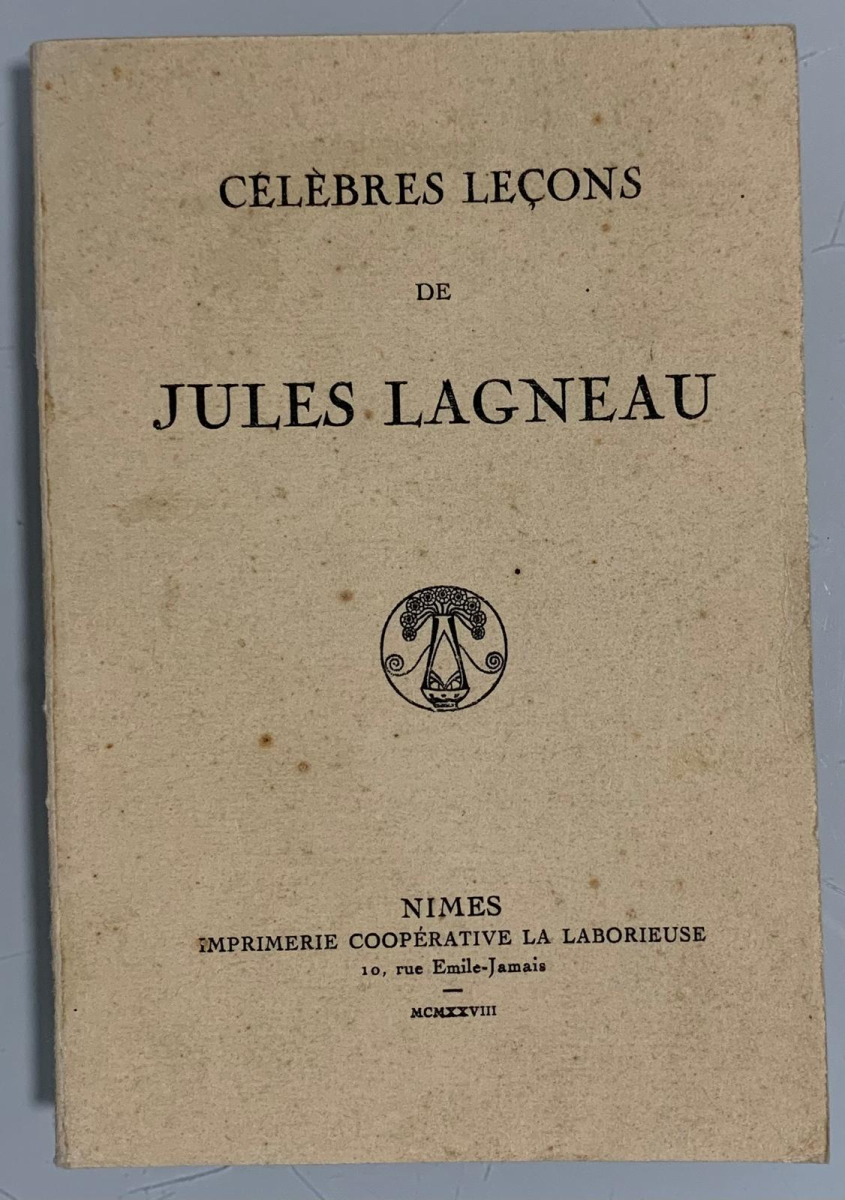 CÉLÈBRES LEÇONS
DE
JULES LAGNEAU
NIMES
IMPRIMERIE COOPÉRATIVE LA LABORIEUSE
10, rue Emile-Jamais
MCMXXVIII